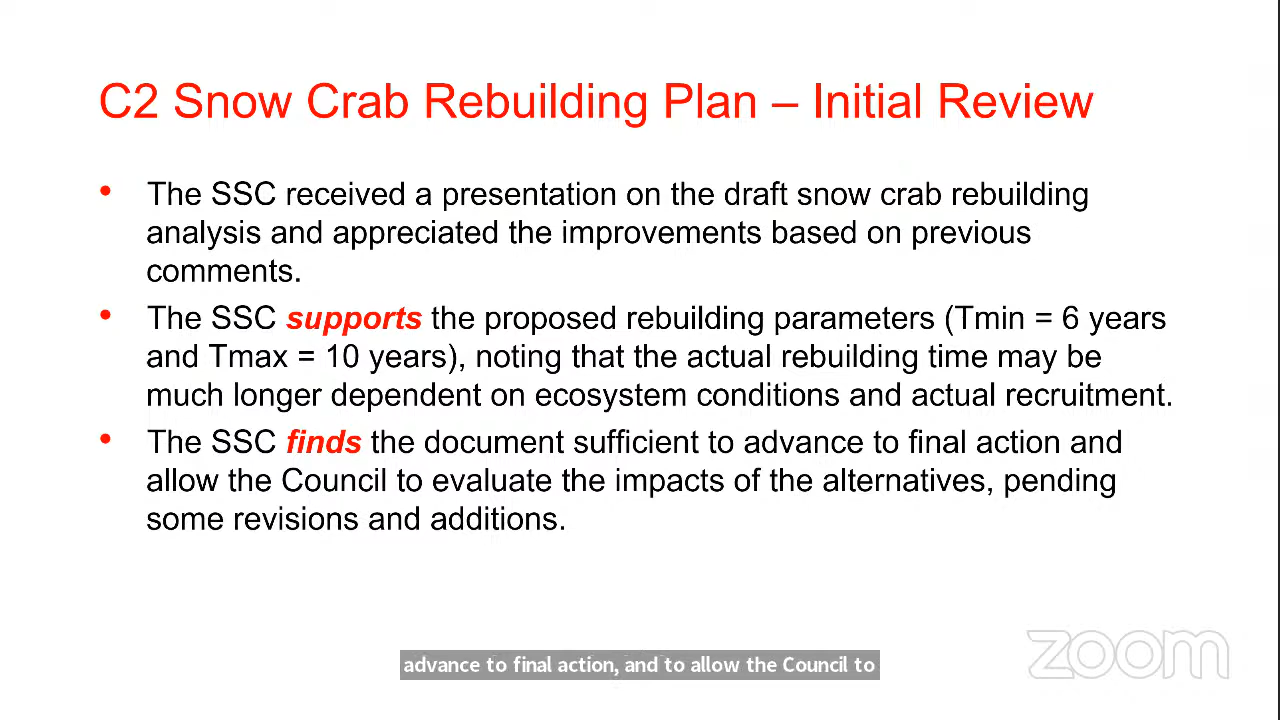 C2 Snow Crab Rebuilding Plan – Initial Review
• The SSC received a presentation on the draft snow crab rebuilding
analysis and appreciated the improvements based on previous
comments.
• The SSC supports the proposed rebuilding parameters (Tmin = 6 years
and Tmax = 10 years), noting that the actual rebuilding time may be
much longer dependent on ecosystem conditions and actual recruitment.
• The SSC finds the document sufficient to advance to final action and
allow the Council to evaluate the impacts of the alternatives, pending
some revisions and additions.
advance to final action, and to allow the Council to
zoom